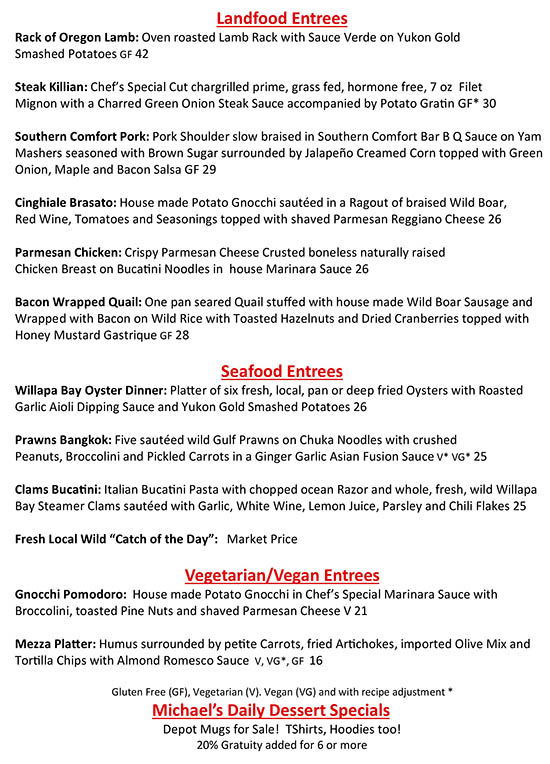 Landfood Entrees
Rack of Oregon Lamb: Oven roasted Lamb Rack with Sauce Verde on Yukon Gold
Smashed Potatoes GF 42
Steak Killian: Chef's Special Cut chargrilled prime, grass fed, hormone free, 7 oz Filet
Mignon with a Charred Green Onion Steak Sauce accompanied by Potato Gratin GF* 30
Southern Comfort Pork: Pork Shoulder slow braised in Southern Comfort Bar B Q Sauce on Yam
Mashers seasoned with Brown Sugar surrounded by Jalapeño Creamed Corn topped with Green
Onion, Maple and Bacon Salsa GF 29
Cinghiale Brasato: House made Potato Gnocchi sautéed in a Ragout of braised Wild Boar,
Red Wine, Tomatoes and Seasonings topped with shaved Parmesan Reggiano Cheese 26
Parmesan Chicken: Crispy Parmesan Cheese Crusted boneless naturally raised
Chicken Breast on Bucatini Noodles in house Marinara Sauce 26
Bacon Wrapped Quail: One pan seared Quail stuffed with house made Wild Boar Sausage and
Wrapped with Bacon on Wild Rice with Toasted Hazelnuts and Dried Cranberries topped with
Honey Mustard Gastrique GF 28
Seafood Entrees
Willapa Bay Oyster Dinner: Platter of six fresh, local, pan or deep fried Oysters with Roasted
Garlic Aioli Dipping Sauce and Yukon Gold Smashed Potatoes 26
Prawns Bangkok: Five sautéed wild Gulf Prawns on Chuka Noodles with crushed
Peanuts, Broccolini and Pickled Carrots in a Ginger Garlic Asian Fusion Sauce V* VG* 25
Clams Bucatini: Italian Bucatini Pasta with chopped ocean Razor and whole, fresh, wild Willapa
Bay Steamer Clams sautéed with Garlic, White Wine, Lemon Juice, Parsley and Chili Flakes 25
Fresh Local Wild "Catch of the Day": Market Price
Vegetarian/Vegan Entrees
Gnocchi Pomodoro: House made Potato Gnocchi in Chef's Special Marinara Sauce with
Broccolini, toasted Pine Nuts and shaved Parmesan Cheese V 21
Mezza Platter: Humus surrounded by petite Carrots, fried Artichokes, imported Olive Mix and
Tortilla Chips with Almond Romesco Sauce V, VG*, GF 16
Gluten Free (GF), Vegetarian (V). Vegan (VG) and with recipe adjustment *
Michael's Daily Dessert Specials
Depot Mugs for Sale! TShirts, Hoodies too!
20% Gratuity added for 6 or more